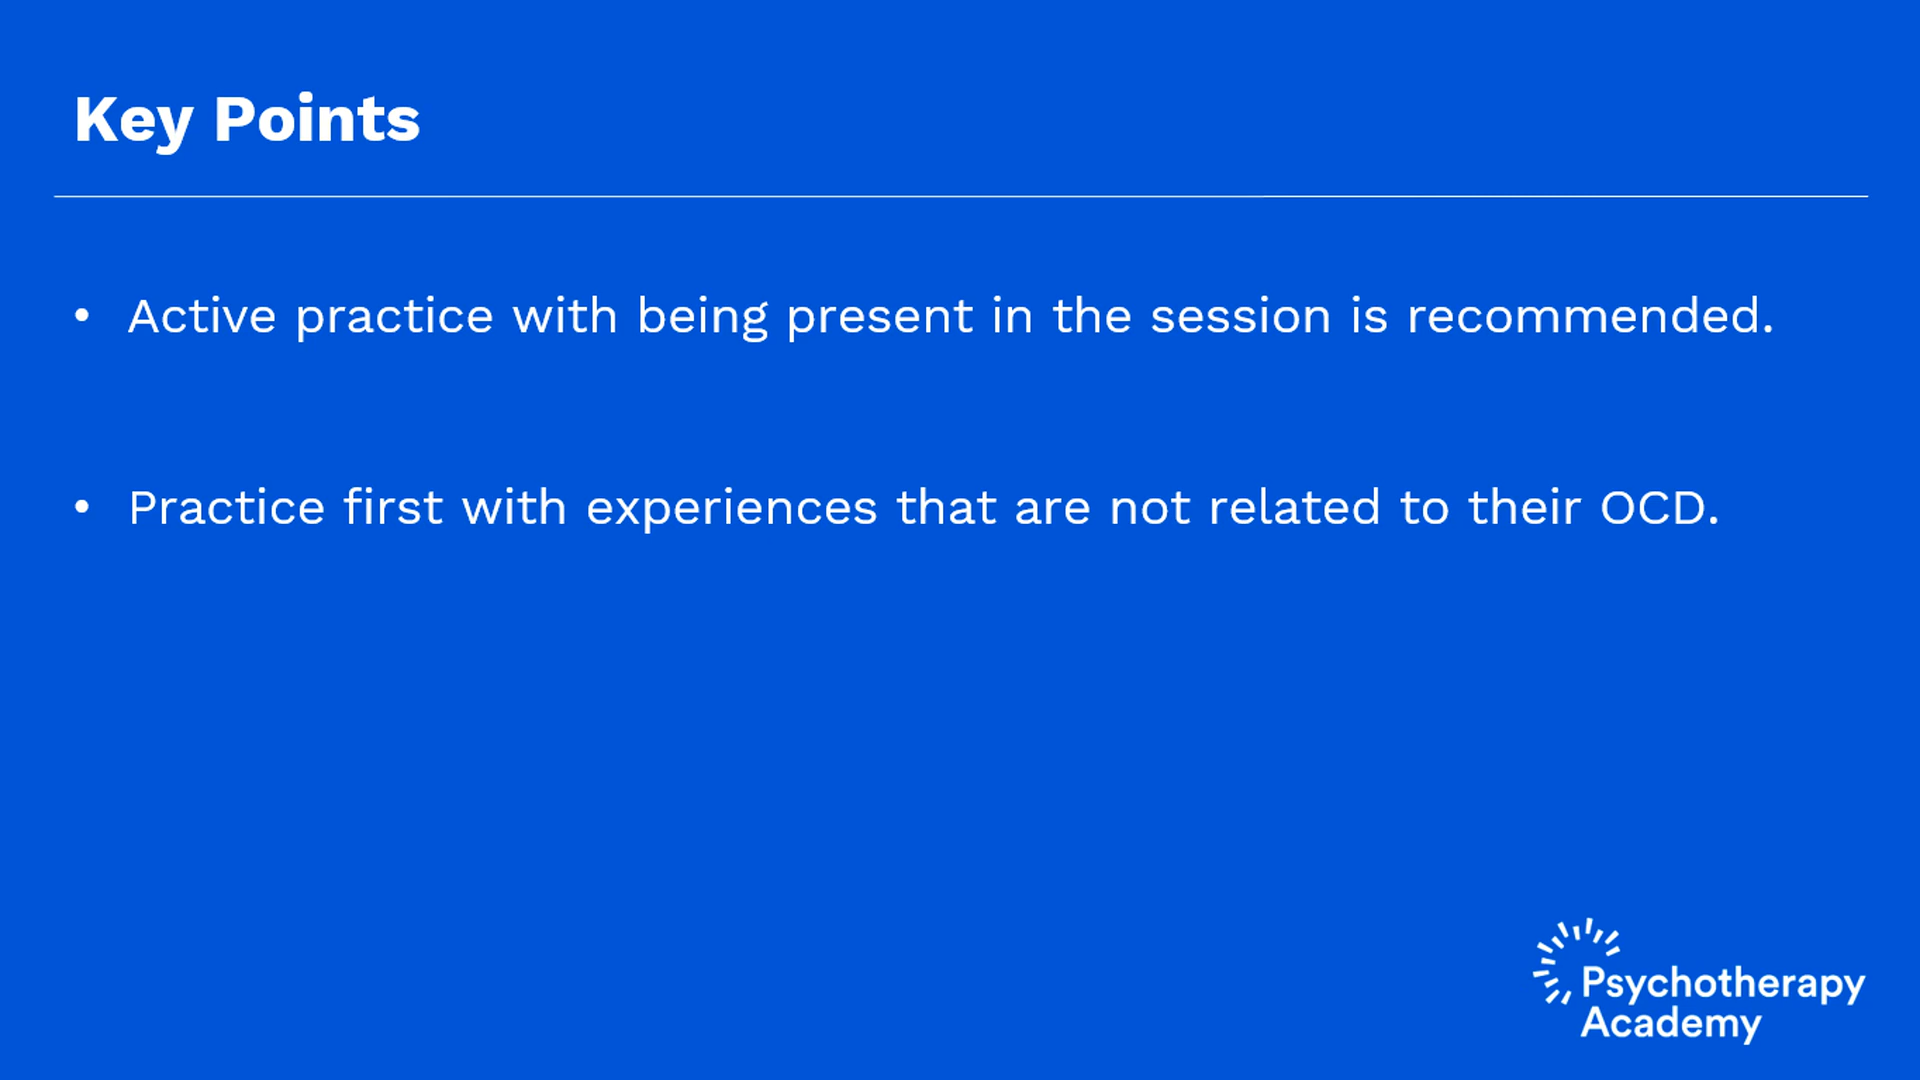 Key Points
• Active practice with being present in the session is recommended.
• Practice first with experiences that are not related to their OCD.
Psychotherapy
Academy